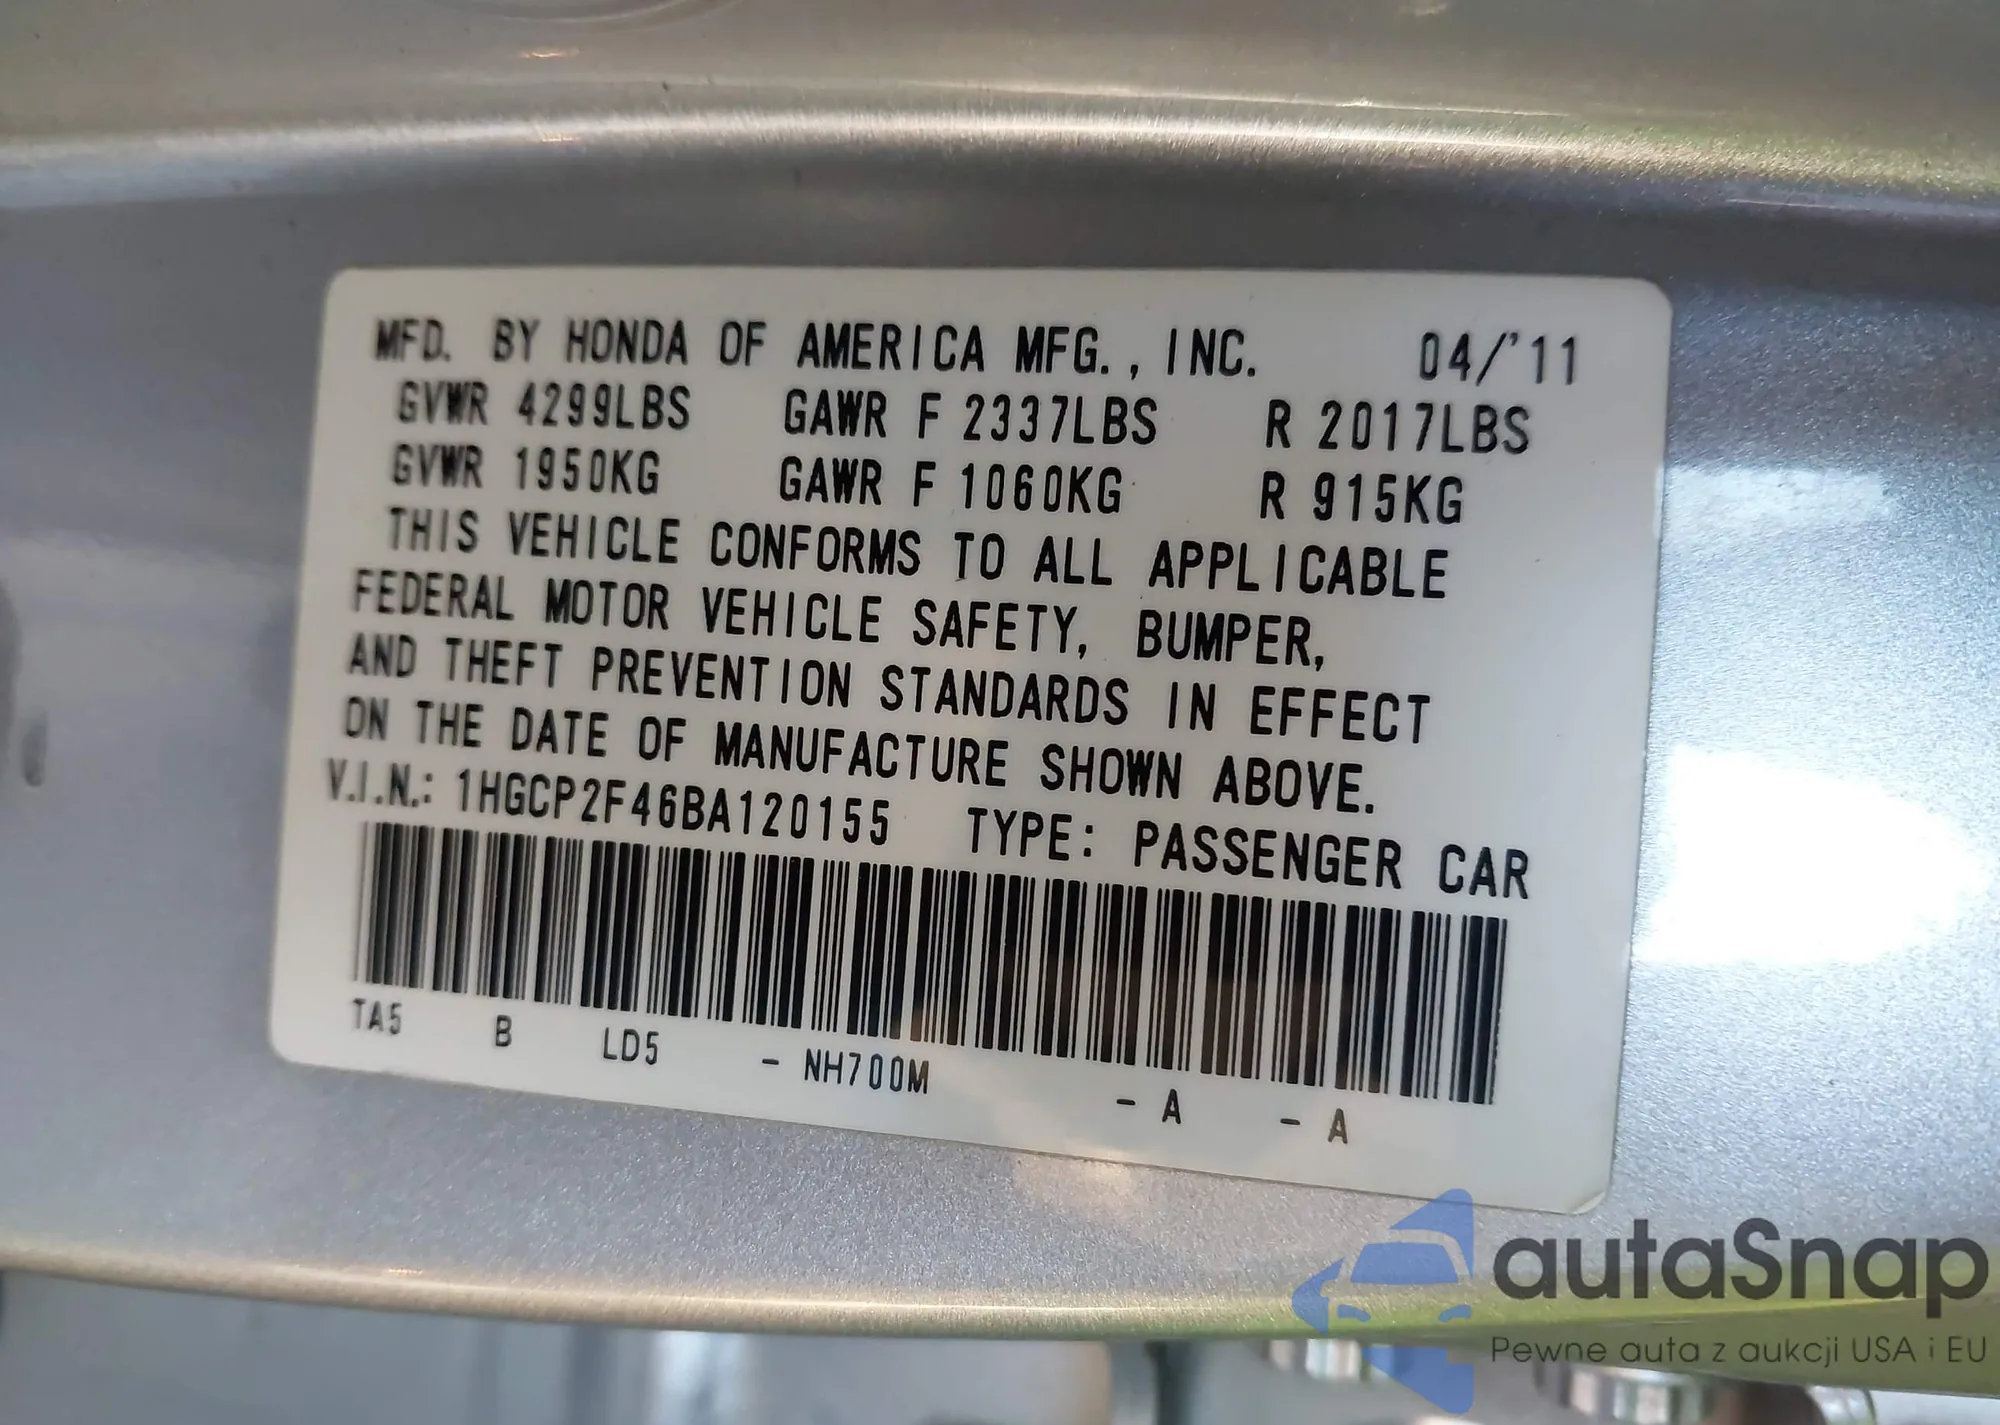 MFD. BY HONDA OF AMERICA MFG., INC. 04/'11
GVWR 4299LBS GAWR F 2337LBS R 2017LBS
GVWR 1950KG GAWR F 1060KG R 915KG
THIS VEHICLE CONFORMS TO ALL APPLICABLE
FEDERAL MOTOR VEHICLE SAFETY, BUMPER,
AND THEFT PREVENTION STANDARDS IN EFFECT
ON THE DATE OF MANUFACTURE SHOWN ABOVE.
V.I.N.: 1HGCP2F46BA120155 TYPE: PASSENGER CAR
TA5 B LD5 - NH700M - A - A
autaSnap
Pewne auta z aukcji USA i EU